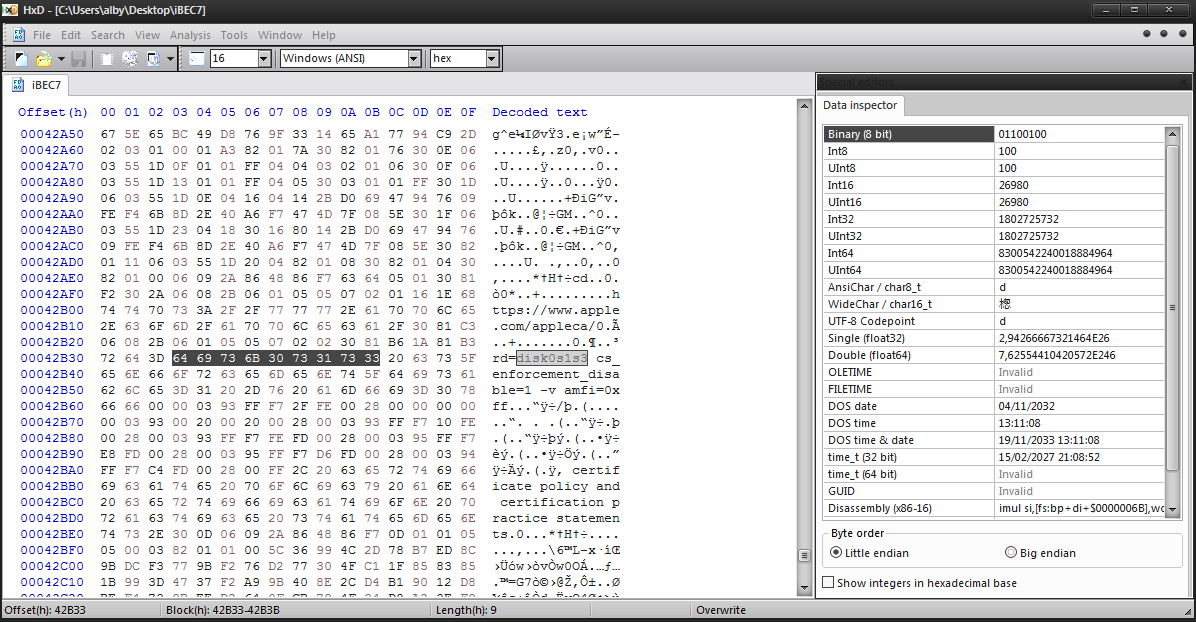 HxD - [C:\Users\alby\Desktop\iBEC7]
File Edit Search View Analysis Tools Window Help
16 Windows (ANSI) hex
iBEC7
Offset(h) 00 01 02 03 04 05 06 07 08 09 0A 0B 0C 0D 0E 0F Decoded text
00042A50 67 5E 65 BC 49 D8 76 9F 33 14 65 A1 77 94 C9 2D g^e¼IØvŸ3.e¡w”É-
00042A60 02 03 01 00 01 A3 82 01 7A 30 82 01 76 30 0E 06 .....£‚.z0‚.v0..
00042A70 03 55 1D 0F 01 01 FF 04 04 03 02 01 06 30 0F 06 .U....ÿ......0..
00042A80 03 55 1D 13 01 01 FF 04 05 30 03 01 01 FF 30 1D .U....ÿ..0...ÿ0.
00042A90 06 03 55 1D 0E 04 16 04 14 2B D0 69 47 94 76 09 ..U......+ÐiG”v.
00042AA0 FE F4 6B 8D 2E 40 A6 F7 47 4D 7F 08 5E 30 1F 06 þôk..@¦÷GM..^0..
00042AB0 03 55 1D 23 04 18 30 16 80 14 2B D0 69 47 94 76 .U.#..0.€.+ÐiG”v
00042AC0 09 FE F4 6B 8D 2E 40 A6 F7 47 4D 7F 08 5E 30 82 .þôk..@¦÷GM..^0‚
00042AD0 01 11 06 03 55 1D 20 04 82 01 08 30 82 01 04 30 ....U. .‚..0‚..0
00042AE0 82 01 00 06 09 2A 86 48 86 F7 63 64 05 01 30 81 ‚....*†H†÷cd..0.
00042AF0 F2 30 2A 06 08 2B 06 01 05 05 07 02 01 16 1E 68 ò0*..+.........h
00042B00 74 74 70 73 3A 2F 2F 77 77 77 2E 61 70 70 6C 65 ttps://www.apple
00042B10 2E 63 6F 6D 2F 61 70 70 6C 65 63 61 2F 30 81 C3 .com/appleca/0.Ã
00042B20 06 08 2B 06 01 05 05 07 02 02 30 81 B6 1A 81 B3 ..+.......0.¶..³
00042B30 72 64 3D 64 69 73 6B 30 73 31 73 33 20 63 73 5F rd=disk0s1s3 cs_
00042B40 65 6E 66 6F 72 63 65 6D 65 6E 74 5F 64 69 73 61 enforcement_disa
00042B50 62 6C 65 3D 31 20 2D 76 20 61 6D 66 69 3D 30 78 ble=1 -v amfi=0x
00042B60 66 66 00 00 03 93 FF F7 2F FE 00 28 00 00 00 00 ff...“ÿ÷/þ.(....
00042B70 00 03 93 00 20 00 20 00 28 00 03 93 FF F7 10 FE ..“. . .(..“ÿ÷.þ
00042B80 00 28 00 03 93 FF F7 FE FD 00 28 00 03 95 FF F7 .(..“ÿ÷þý.(..•ÿ÷
00042B90 E8 FD 00 28 00 03 95 FF F7 D6 FD 00 28 00 03 94 èý.(..•ÿ÷Öý.(..”
00042BA0 FF F7 C4 FD 00 28 00 FF 2C 20 63 65 72 74 69 66 ÿ÷Äý.(.ÿ, certif
00042BB0 69 63 61 74 65 20 70 6F 6C 69 63 79 20 61 6E 64 icate policy and
00042BC0 20 63 65 72 74 69 66 69 63 61 74 69 6F 6E 20 70 certification p
00042BD0 72 61 63 74 69 63 65 20 73 74 61 74 65 6D 65 6E ractice statemen
00042BE0 74 73 2E 30 0D 06 09 2A 86 48 86 F7 0D 01 01 05 ts.0...*†H†÷....
00042BF0 05 00 03 82 01 01 00 5C 36 99 4C 2D 78 B7 ED 8C ...‚...\6™L-x·íŒ
00042C00 9B DC F3 77 9B F2 76 D2 77 30 4F C1 1F 85 83 85 ›Üów›òvÒw0OÁ.…ƒ…
00042C10 1B 99 3D 47 37 F2 A9 9B 40 8E 2C D4 B1 90 12 D8 .™=G7ò©›@Ž,Ô±..Ø
Special editors
Data inspector
Binary (8 bit) 01100100
Int8 100
UInt8 100
Int16 26980
UInt16 26980
Int32 1802725732
UInt32 1802725732
Int64 8300542240018884964
UInt64 8300542240018884964
AnsiChar / char8_t d
WideChar / char16_t 楤
UTF-8 Codepoint d
Single (float32) 2,94266667321464E26
Double (float64) 7,62554410420572E246
OLETIME Invalid
FILETIME Invalid
DOS date 04/11/2032
DOS time 13:11:08
DOS time & date 19/11/2033 13:11:08
time_t (32 bit) 15/02/2027 21:08:52
time_t (64 bit) Invalid
GUID Invalid
Disassembly (x86-16) imul si,[fs:bp+di+$0000006B],wo
Byte order
Little endian Big endian
Show integers in hexadecimal base
Offset(h): 42B33 Block(h): 42B33-42B3B Length(h): 9 Overwrite